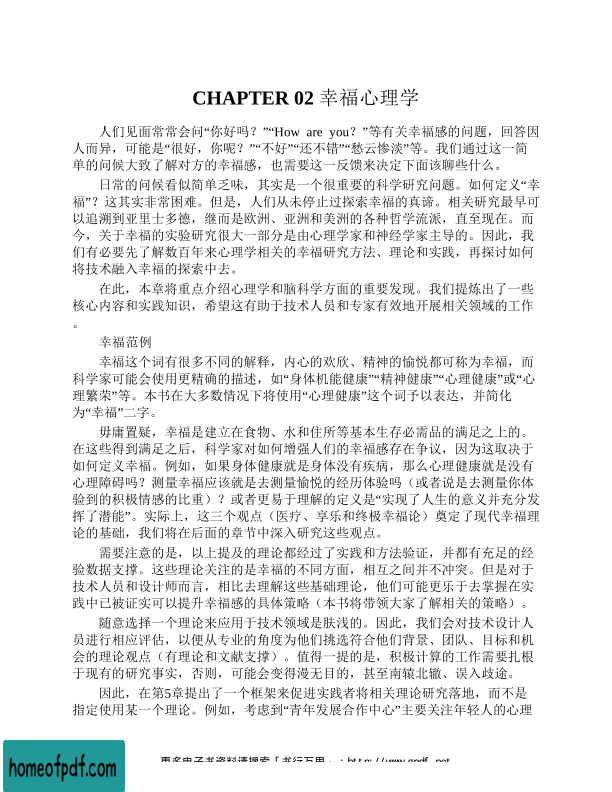 CHAPTER 02 幸福心理学
人们见面常常会问“你好吗？”“How are you？”等有关幸福感的问题，回答因
人而异，可能是“很好，你呢？”“不好”“还不错”“愁云惨淡”等。我们通过这一简
单的问候大致了解对方的幸福感，也需要这一反馈来决定下面该聊些什么。
日常的问候看似简单乏味，其实是一个很重要的科学研究问题。如何定义“幸
福”？这其实非常困难。但是，人们从未停止过探索幸福的真谛。相关研究最早可
以追溯到亚里士多德，继而是欧洲、亚洲和美洲的各种哲学流派，直至现在。而
今，关于幸福的实验研究很大一部分是由心理学家和神经学家主导的。因此，我
们有必要先了解数百年来心理学相关的幸福研究方法、理论和实践，再探讨如何
将技术融入幸福的探索中去。
在此，本章将重点介绍心理学和脑科学方面的重要发现。我们提炼出了一些
核心内容和实践知识，希望这有助于技术人员和专家有效地开展相关领域的工作
。
幸福范例
幸福这个词有很多不同的解释，内心的欢欣、精神的愉悦都可称为幸福，而
科学家可能会使用更精确的描述，如“身体机能健康”“精神健康”“心理健康”或“心
理繁荣”等。本书在大多数情况下将使用“心理健康”这个词予以表达，并简化
为“幸福”二字。
毋庸置疑，幸福是建立在食物、水和住所等基本生存必需品的满足之上的。
在这些得到满足之后，科学家对如何增强人们的幸福感存在争议，因为这取决于
如何定义幸福。例如，如果身体健康就是身体没有疾病，那么心理健康就是没有
心理障碍吗？测量幸福应该就是去测量愉悦的经历体验吗（或者说是去测量你体
验到的积极情感的比重）？或者更易于理解的定义是“实现了人生的意义并充分发
挥了潜能”。实际上，这三个观点（医疗、享乐和终极幸福论）奠定了现代幸福理
论的基础，我们将在后面的章节中深入研究这些观点。
需要注意的是，以上提及的理论都经过了实践和方法验证，并都有充足的经
验数据支撑。这些理论关注的是幸福的不同方面，相互之间并不冲突。但是对于
技术人员和设计师而言，相比去理解这些基础理论，他们可能更乐于去掌握在实
践中已被证实可以提升幸福感的具体策略（本书将带领大家了解相关的策略）。
随意选择一个理论来应用于技术领域是肤浅的。因此，我们会对技术设计人
员进行相应评估，以便从专业的角度为他们挑选符合他们背景、团队、目标和机
会的理论观点（有理论和文献支撑）。值得一提的是，积极计算的工作需要扎根
于现有的研究事实，否则，可能会变得漫无目的，甚至南辕北辙、误入歧途。
因此，在第5章提出了一个框架来促进实践者将相关理论研究落地，而不是
指定使用某一个理论。例如，考虑到“青年发展合作中心”主要关注年轻人的心理
homeofpdf.com